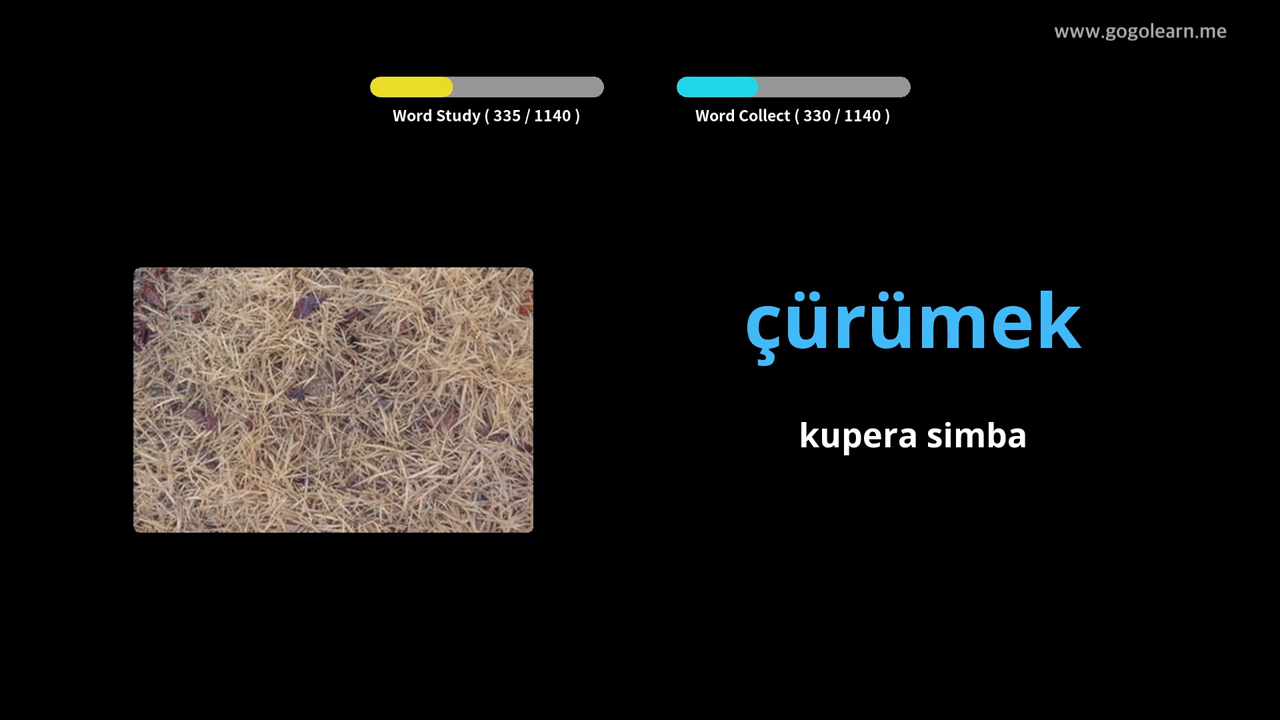 www.gogolearn.me
Word Study ( 335 / 1140 )
Word Collect ( 330 / 1140 )
çürümek
kupera simba